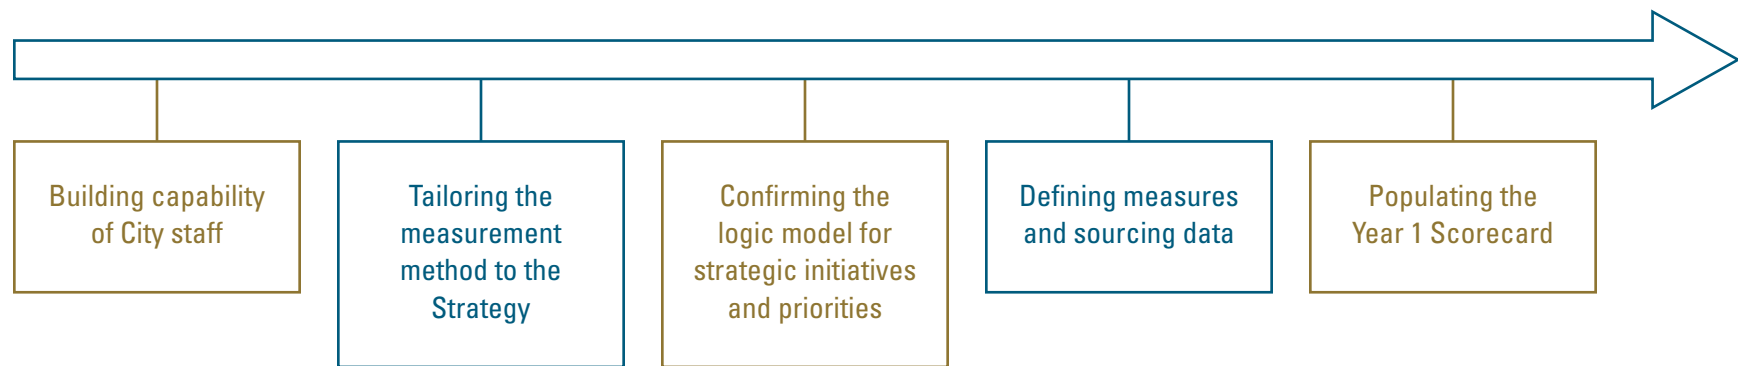 Building capability
of City staff
Tailoring the
measurement
method to the
Strategy
Confirming the
logic model for
strategic initiatives
and priorities
Defining measures
and sourcing data
Populating the
Year 1 Scorecard